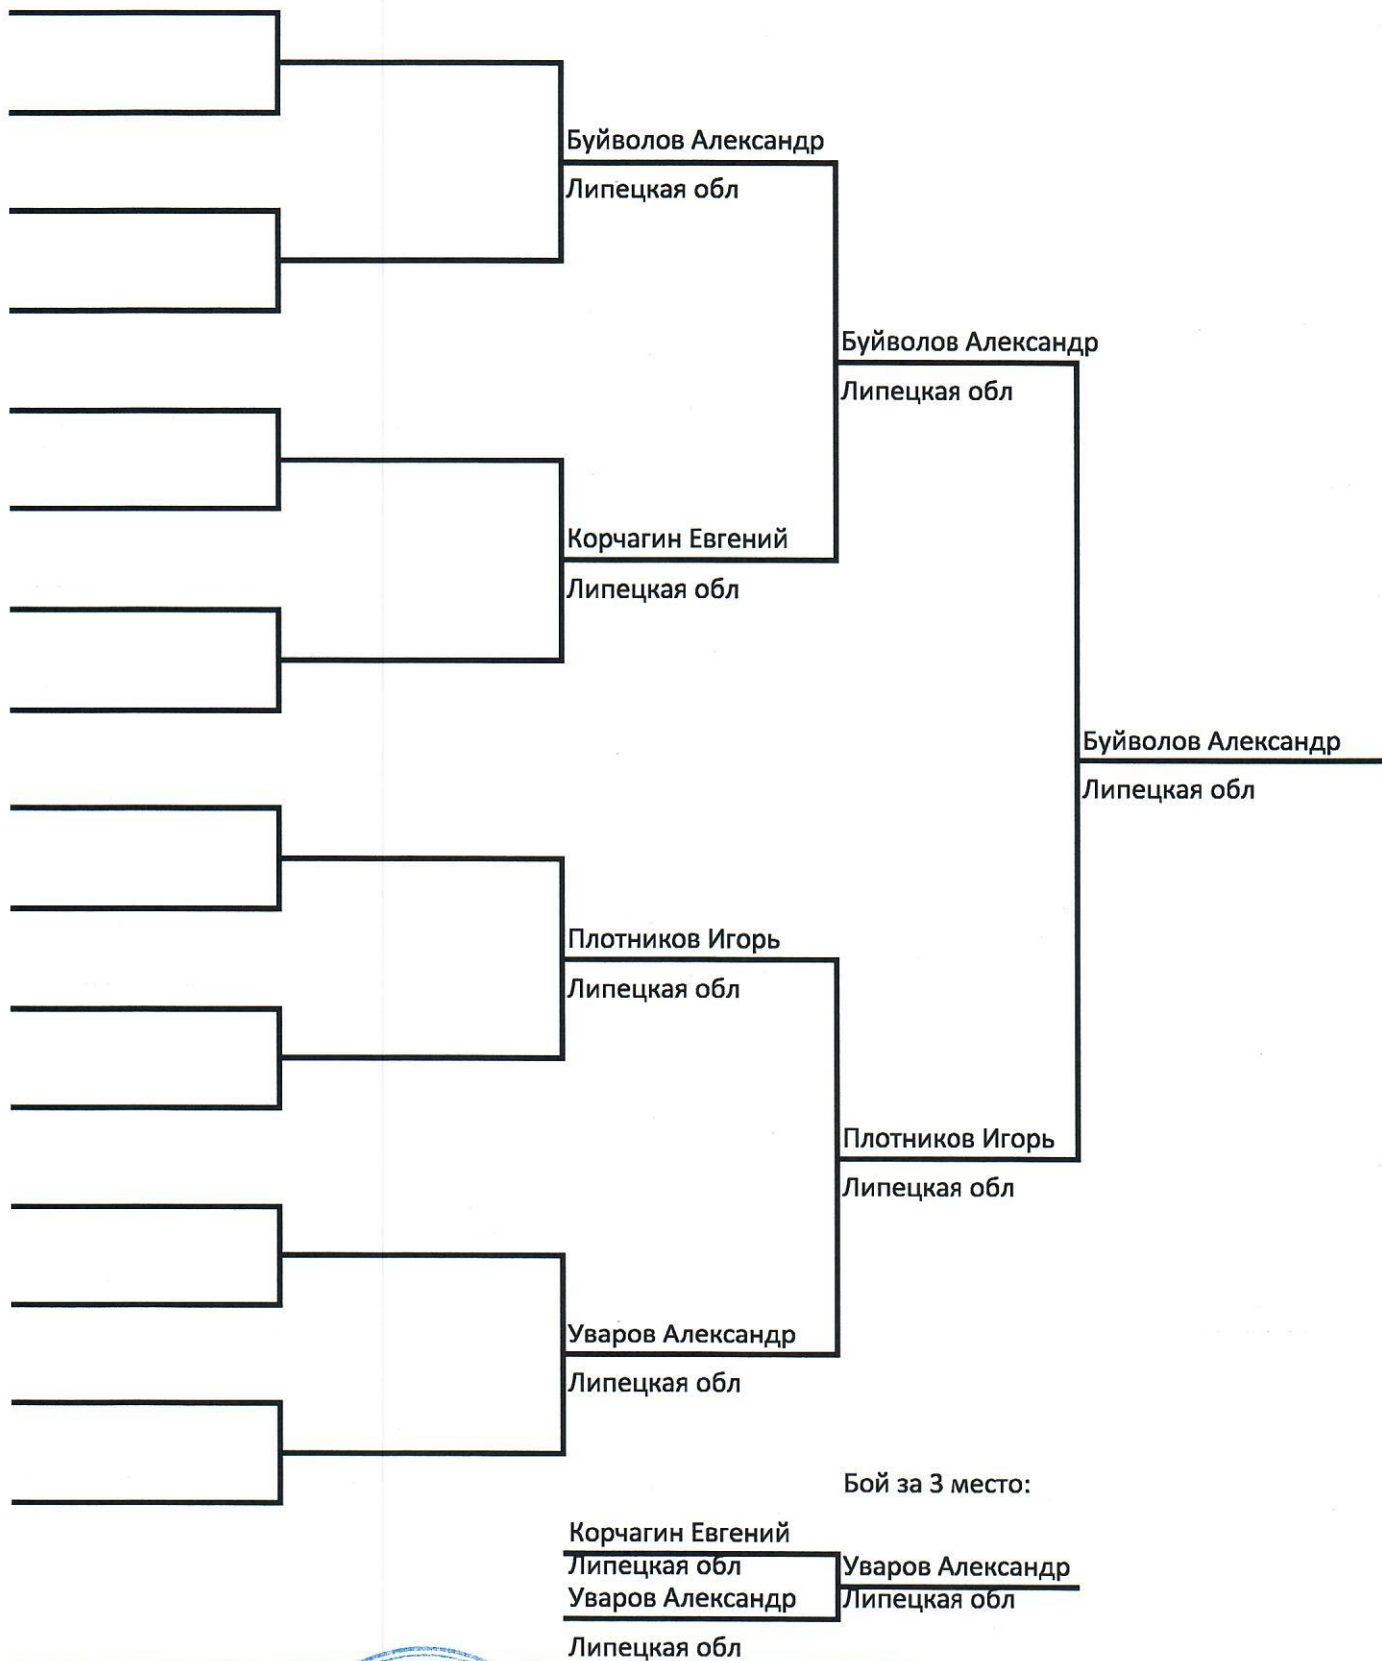 Буйволов Александр
Липецкая обл
Буйволов Александр
Липецкая обл
Корчагин Евгений
Липецкая обл
Буйволов Александр
Липецкая обл
Плотников Игорь
Липецкая обл
Плотников Игорь
Липецкая обл
Уваров Александр
Липецкая обл
Бой за 3 место:
Корчагин Евгений
Липецкая обл
Уваров Александр
Уваров Александр
Липецкая обл
Липецкая обл